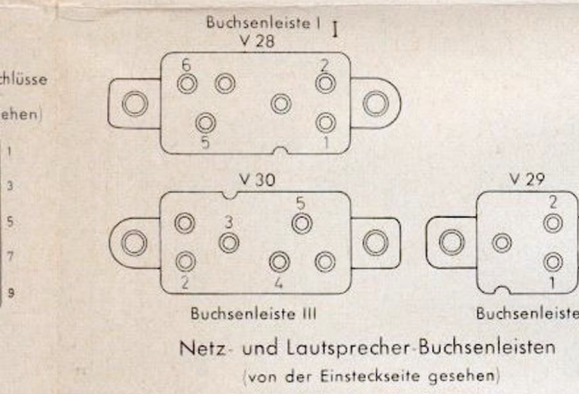 Buchsenleiste I I
V 28
6 2
5 1
chlüsse
ehen)
1
3
5
7
9
V 30
5
3
2 4
Buchsenleiste III
V 29
2
1
Buchsenleiste
Netz- und Lautsprecher-Buchsenleisten
(von der Einsteckseite gesehen)